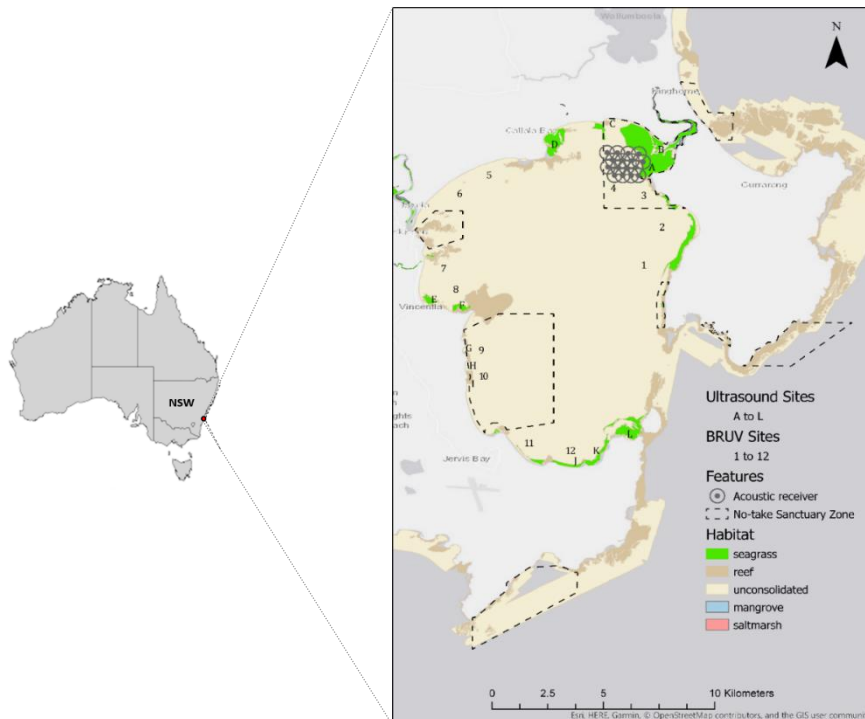 Wollumboola
N
C
Callala Bay
D
B
A
Currarong
5
4
3
6
2
7
1
8
E
F
Vincentia
NSW
G
9
H
10
Ultrasound Sites
A to L
L
BRUV Sites
11
12
K
1 to 12
Jervis Bay
Features
Acoustic receiver
No-take Sanctuary Zone
Habitat
seagrass
reef
unconsolidated
mangrove
saltmarsh
0
2.5
5
10 Kilometers
Esri, HERE, Garmin, © OpenStreetMap contributors, and the GIS user commun